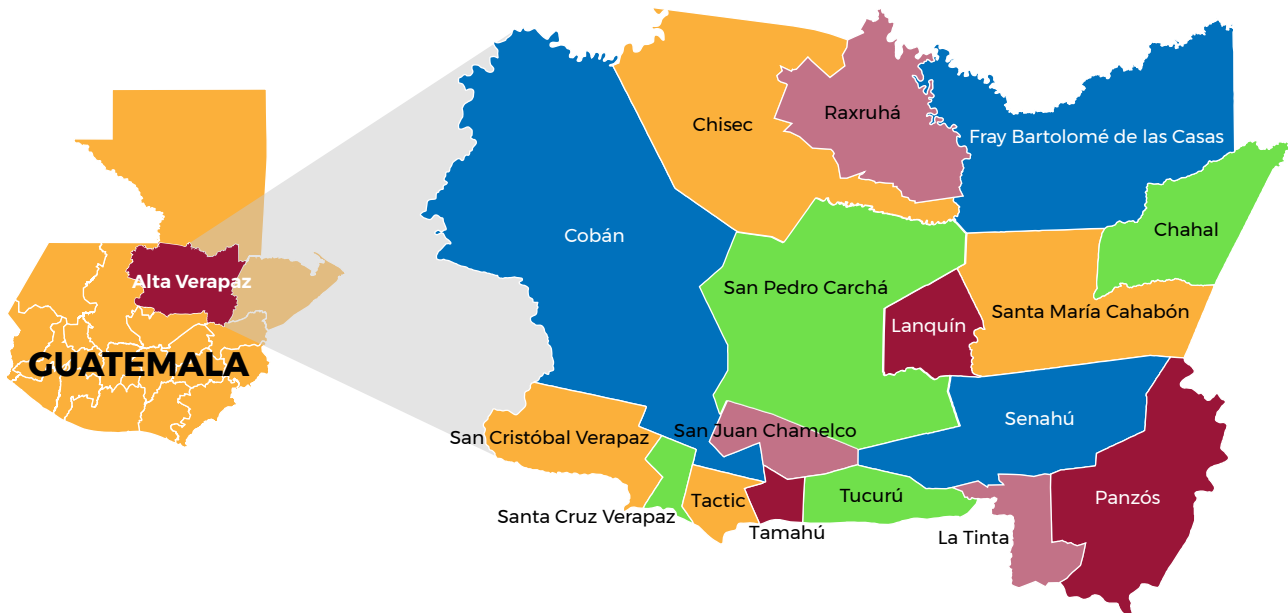 Alta Verapaz
GUATEMALA
Chisec
Raxruhá
Fray Bartolomé de las Casas
Cobán
Chahal
San Pedro Carchá
Lanquín
Santa María Cahabón
San Cristóbal Verapaz
San Juan Chamelco
Senahú
Santa Cruz Verapaz
Tactic
Tamahú
Tucurú
La Tinta
Panzós